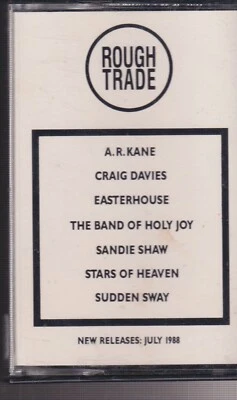 ROUGH
TRADE
A.R.KANE
CRAIG DAVIES
EASTERHOUSE
THE BAND OF HOLY JOY
SANDIE SHAW
STARS OF HEAVEN
SUDDEN SWAY
NEW RELEASES: JULY 1988